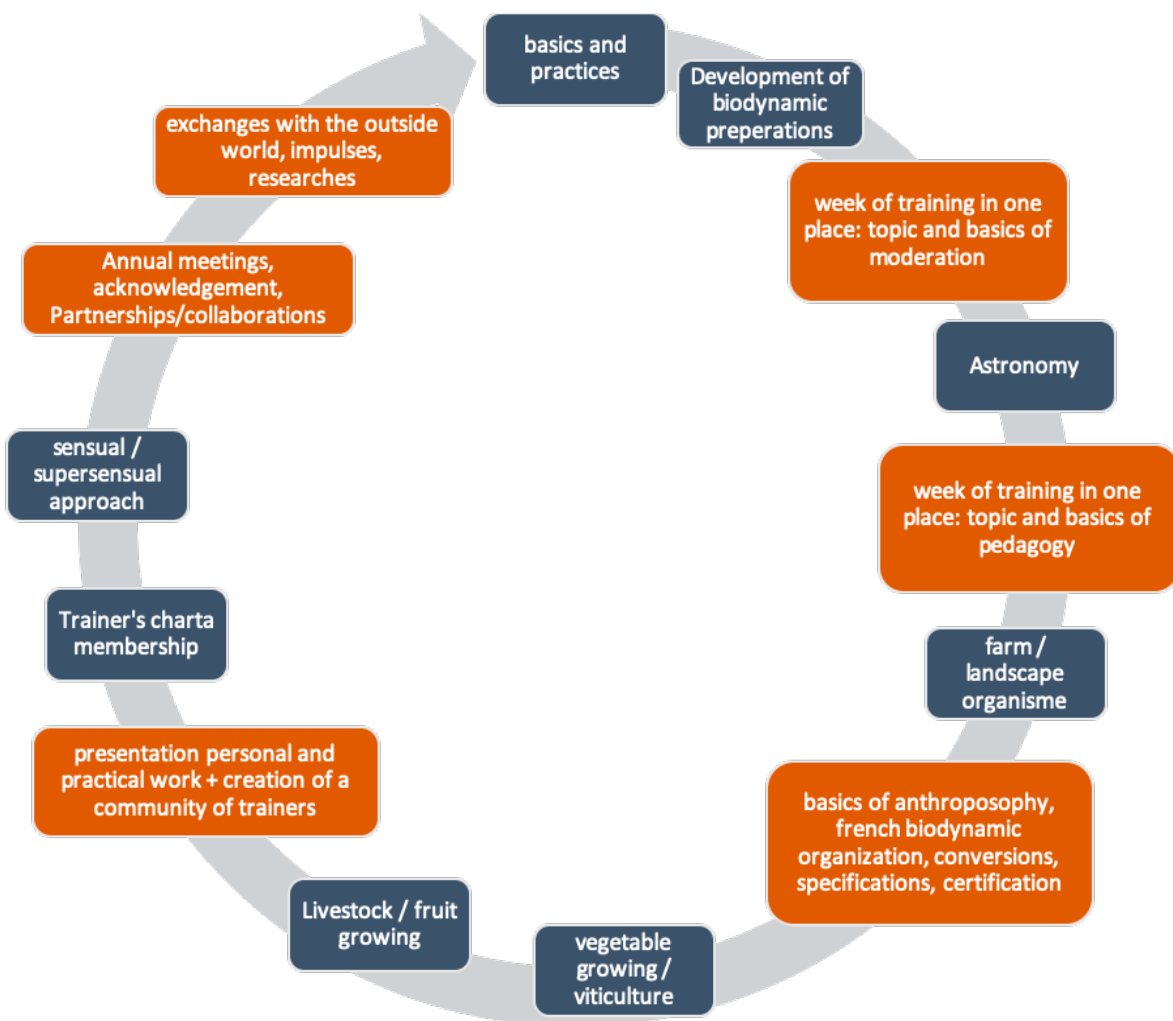 basics and
practices
Development of
biodynamic
preperations
week of training in one
place: topic and basics of
moderation
Astronomy
week of training in one
place: topic and basics of
pedagogy
farm /
landscape
organisme
basics of anthroposophy,
french biodynamic
organization, conversions,
specifications, certification
vegetable
growing /
viticulture
Livestock / fruit
growing
presentation personal and
practical work + creation of a
community of trainers
Trainer's charta
membership
sensual /
supersensual
approach
Annual meetings,
acknowledgement,
Partnerships/collaborations
exchanges with the outside
world, impulses,
researches